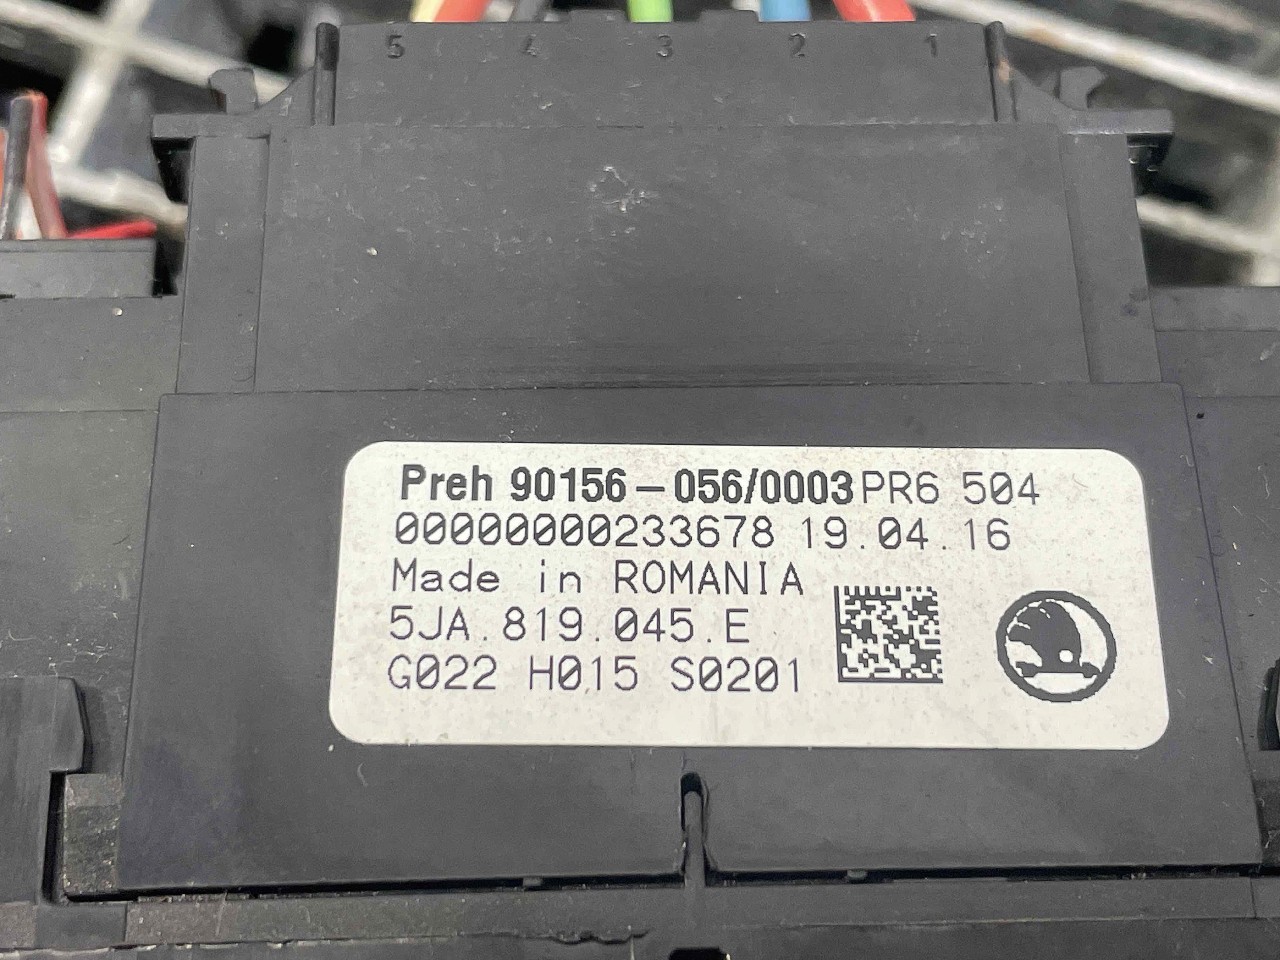 5 4 3 2 1
Preh 90156-056/0003 PR6 504
00000000233678 19.04.16
Made in ROMANIA
5JA.819.045.E
G022 H015 S0201